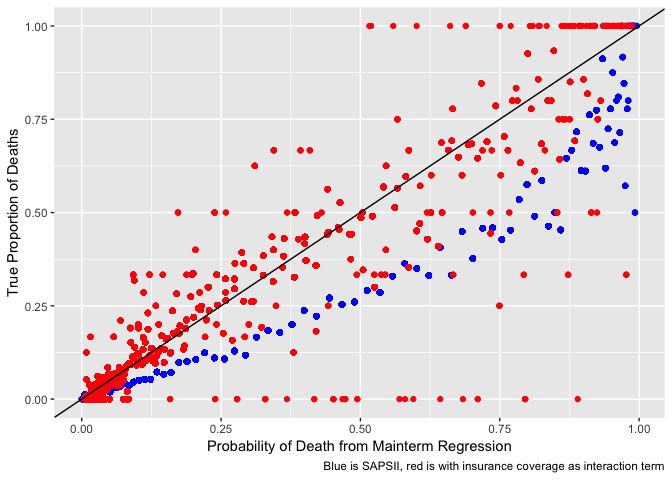 1.00
0.75
0.50
0.25
0.00
True Proportion of Deaths
0.00 0.25 0.50 0.75 1.00
Probability of Death from Mainterm Regression
Blue is SAPSII, red is with insurance coverage as interaction term